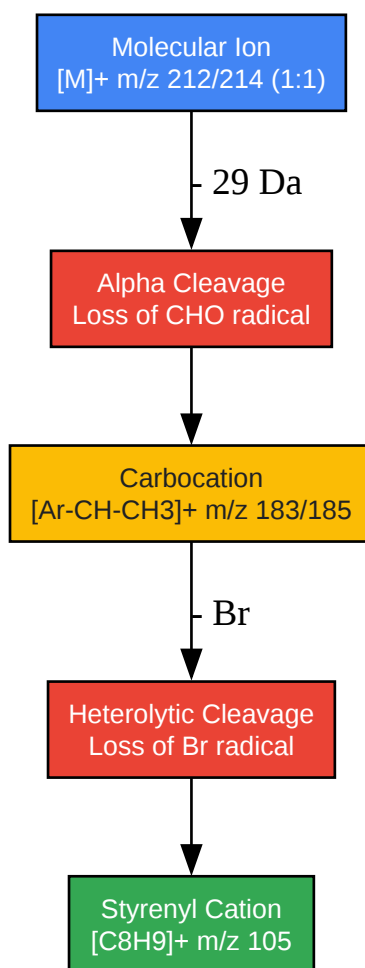 Molecular Ion
[M]+ m/z 212/214 (1:1)
- 29 Da
Alpha Cleavage
Loss of CHO radical
Carbocation
[Ar-CH-CH3]+ m/z 183/185
- Br
Heterolytic Cleavage
Loss of Br radical
Styrenyl Cation
[C8H9]+ m/z 105